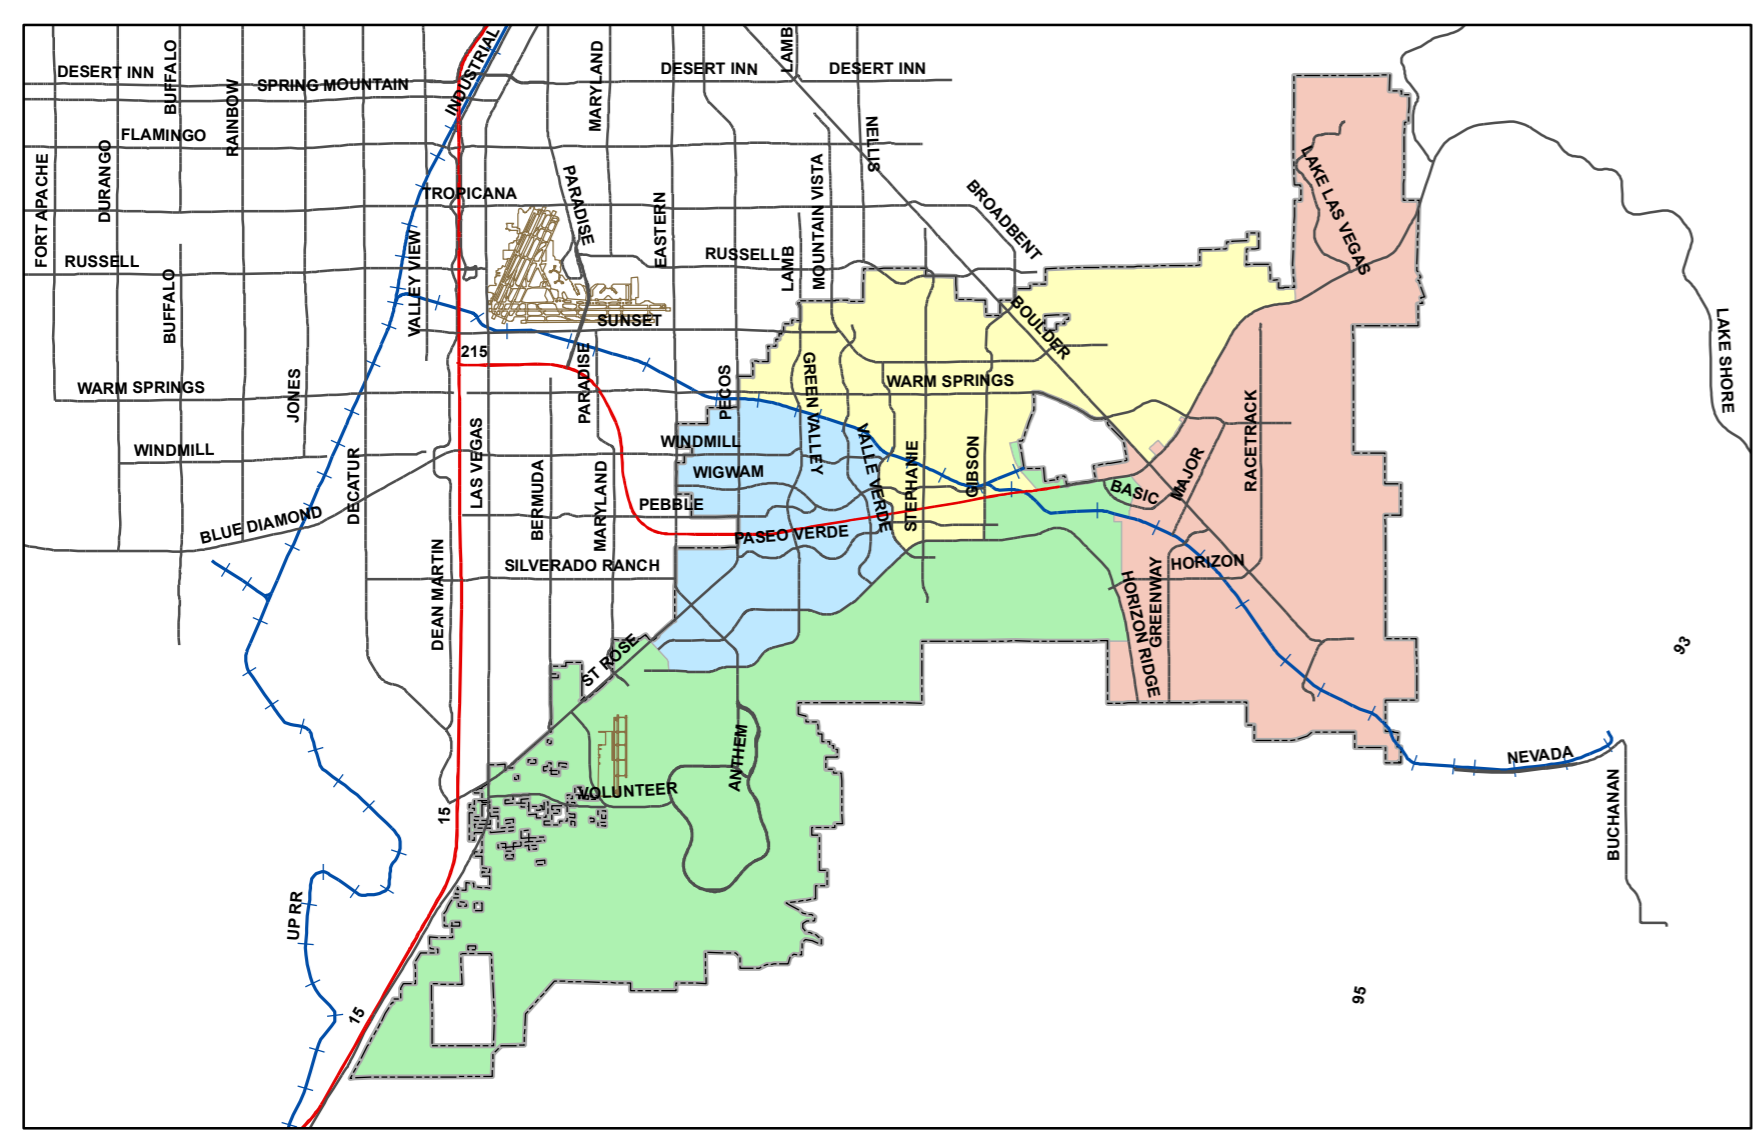 INDUSTRIAL
LAMB
DESERT INN
BUFFALO
SPRING MOUNTAIN
MARYLAND
DESERT INN
DESERT INN
RAINBOW
FLAMINGO
NELLIS
FORT APACHE
DURANGO
TROPICANA
PARADISE
EASTERN
MOUNTAIN VISTA
BROADBENT
LAKE LAS VEGAS
RUSSELL
VALLEY VIEW
RUSSELL
LAMB
BUFFALO
SUNSET
BOULDER
LAKE SHORE
215
WARM SPRINGS
JONES
PARADISE
PECOS
GREEN VALLEY
WARM SPRINGS
RACETRACK
WINDMILL
DECATUR
LAS VEGAS
WINDMILL
VALLE VERDE
STEPHANIE
GIBSON
BERMUDA
MARYLAND
WIGWAM
BASIC
MAJOR
PEBBLE
BLUE DIAMOND
PASEO VERDE
SILVERADO RANCH
HORIZON
DEAN MARTIN
HORIZON RIDGE
GREENWAY
ST ROSE
93
ANTHEM
NEVADA
VOLUNTEER
15
BUCHANAN
UPRR
15
95